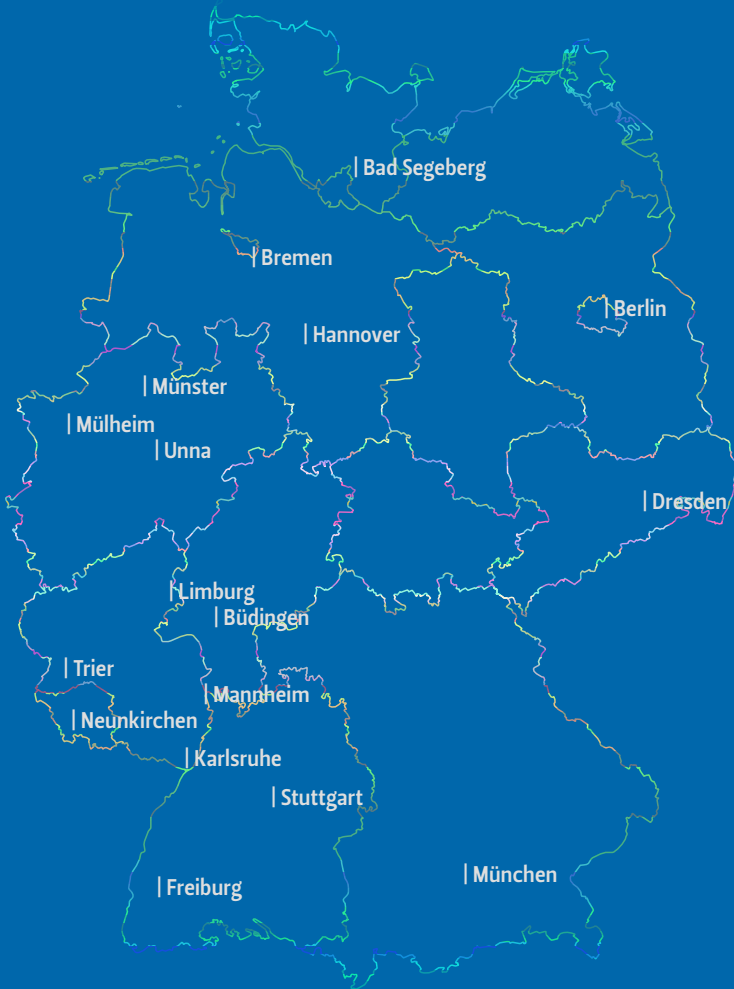 | Bad Segeberg
| Bremen
| Berlin
| Hannover
| Münster
| Mülheim
| Unna
| Dresden
| Limburg
| Büdingen
| Trier
| Mannheim
| Neunkirchen
| Karlsruhe
| Stuttgart
| München
| Freiburg